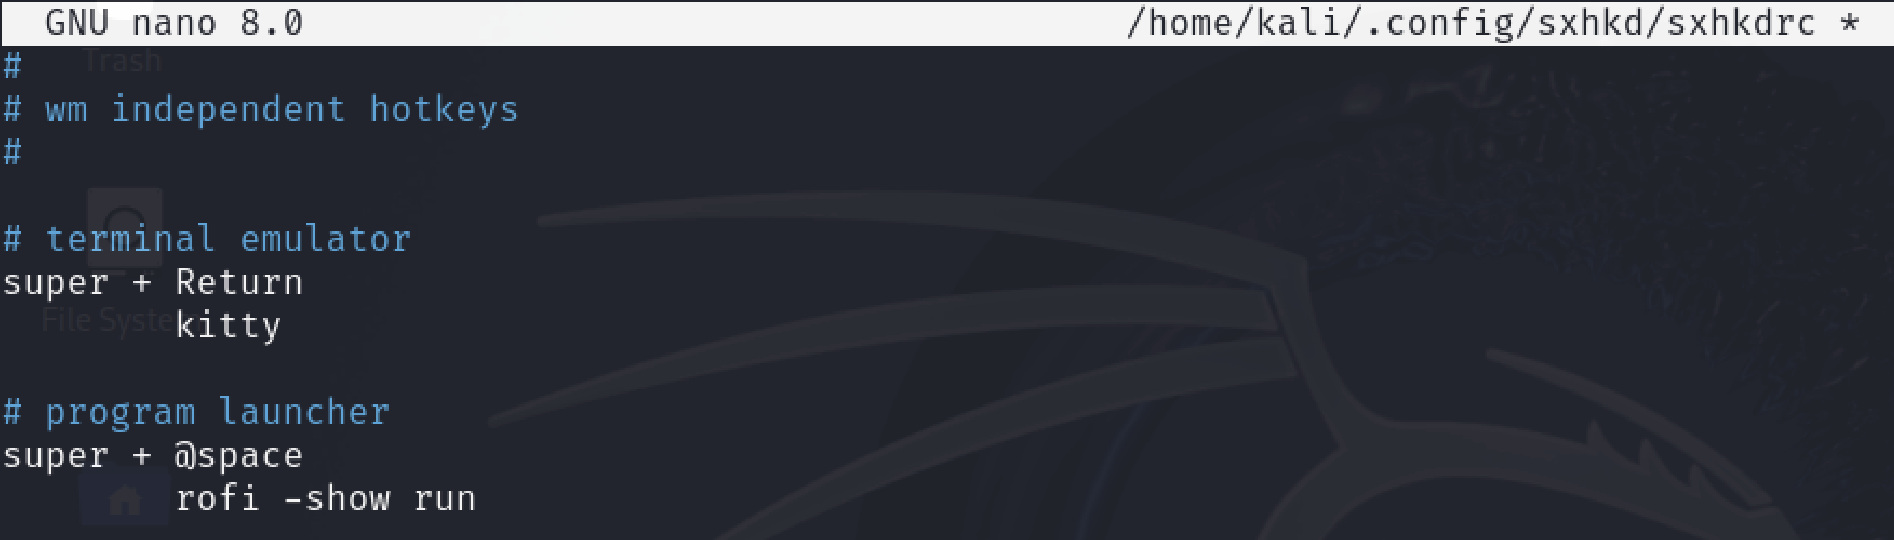 GNU nano 8.0 /home/kali/.config/sxhkd/sxhkdrc *
Trash
#
# wm independent hotkeys
#
# terminal emulator
super + Return
File Syste
kitty
# program launcher
super + @space
rofi -show run